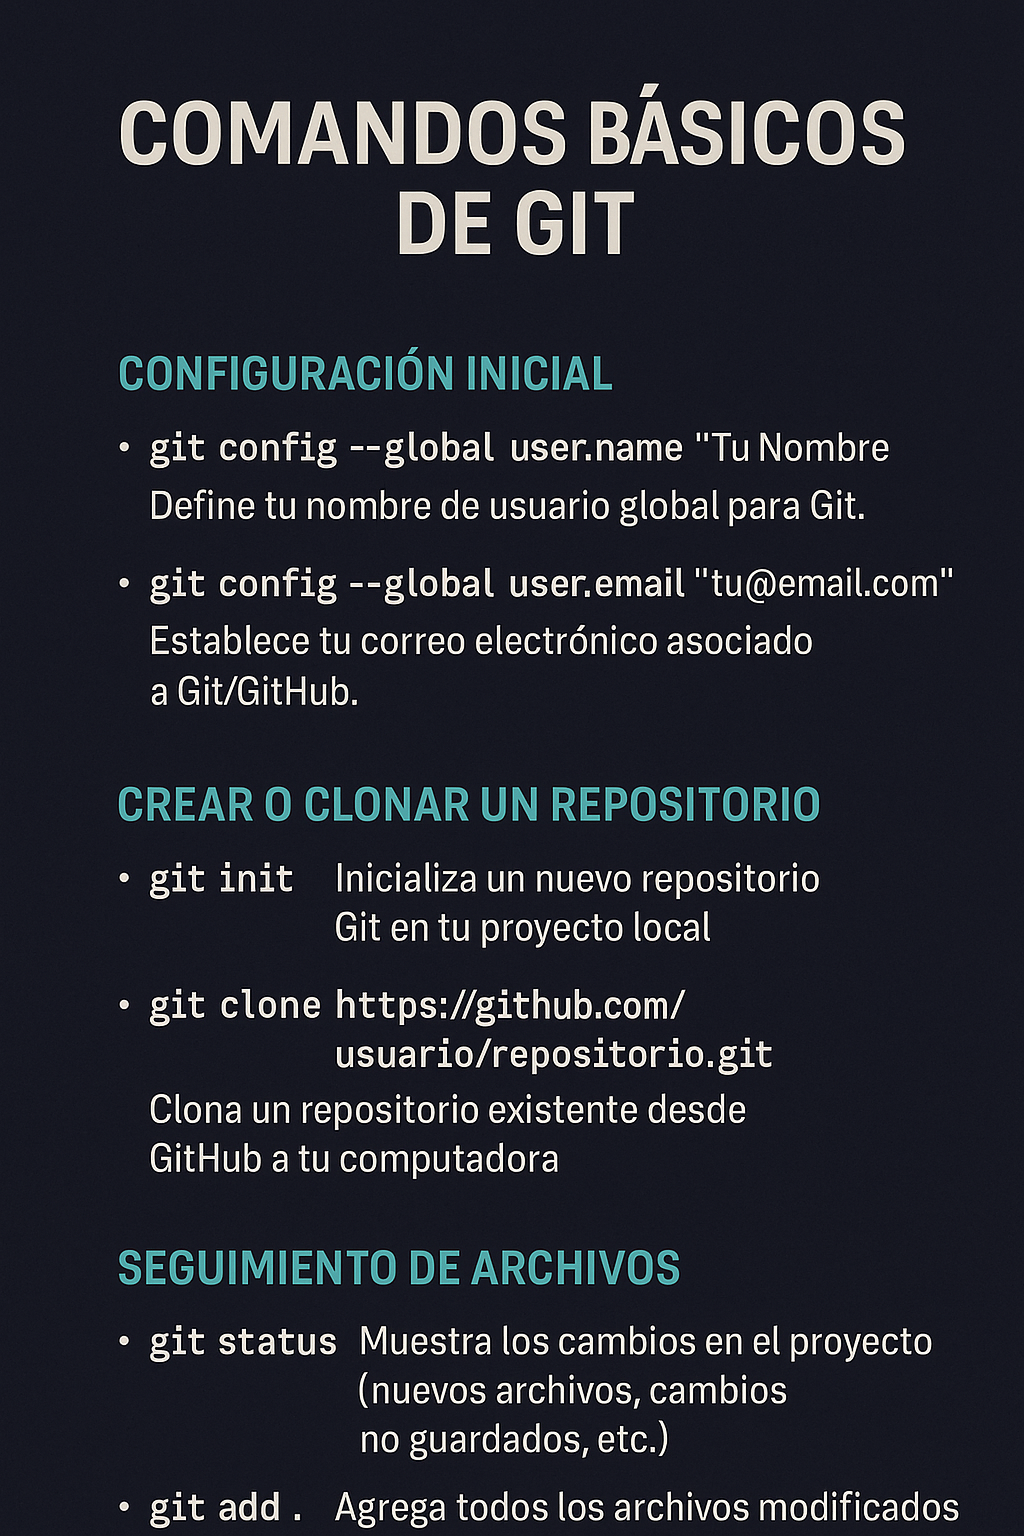 COMANDOS BÁSICOS
DE GIT
CONFIGURACIÓN INICIAL
• git config --global user.name "Tu Nombre
Define tu nombre de usuario global para Git.
• git config --global user.email "tu@email.com"
Establece tu correo electrónico asociado
a Git/GitHub.
CREAR O CLONAR UN REPOSITORIO
• git init Inicializa un nuevo repositorio
Git en tu proyecto local
• git clone https://github.com/
usuario/repositorio.git
Clona un repositorio existente desde
GitHub a tu computadora
SEGUIMIENTO DE ARCHIVOS
• git status Muestra los cambios en el proyecto
(nuevos archivos, cambios
no guardados, etc.)
• git add . Agrega todos los archivos modificados